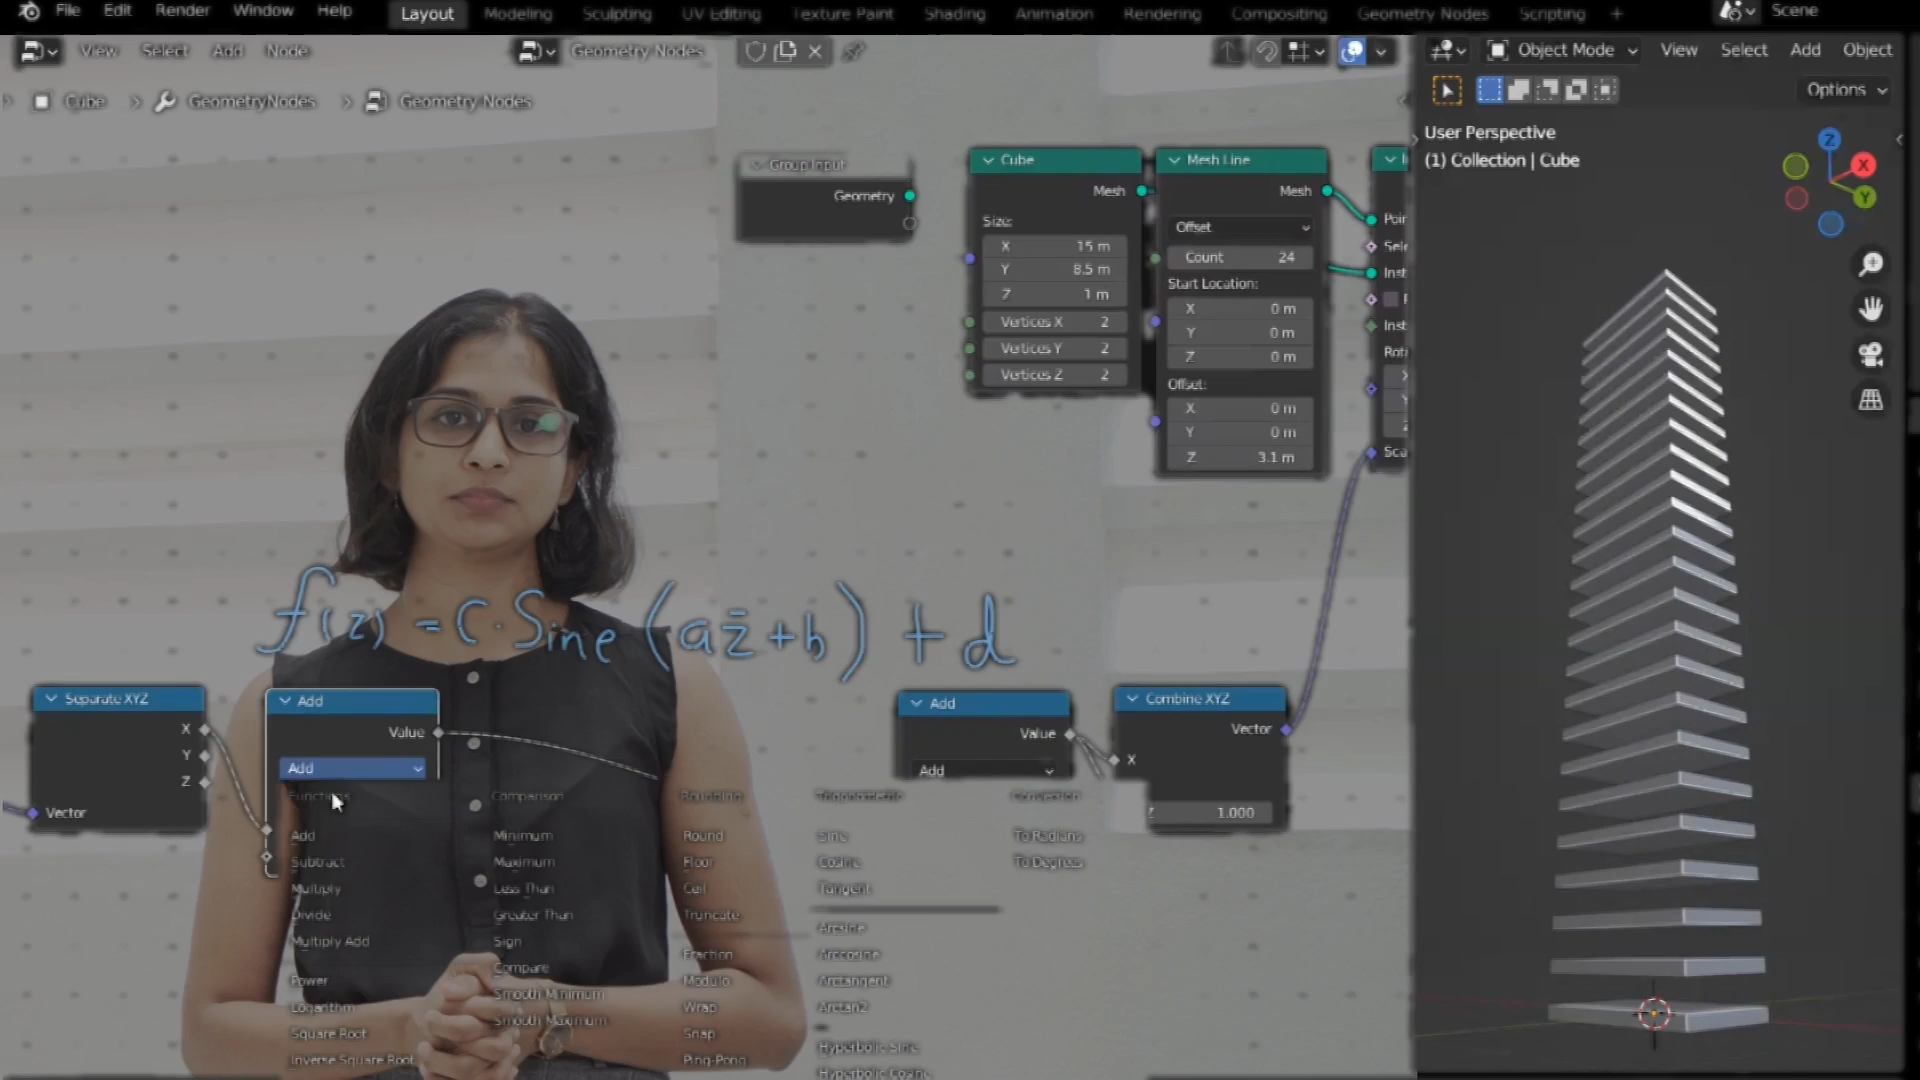 File Edit Render Window Help Layout Modeling Sculpting UV Editing Texture Paint Shading Animation Rendering Compositing Geometry Nodes Scripting + Scene
View Select Add Node Geometry Nodes Object Mode View Select Add Object
Options
Cube > GeometryNodes > Geometry Nodes
User Perspective
(1) Collection | Cube
Z
X
Y
Group Input
Geometry
Cube
Mesh
Size:
X 15 m
Y 8.5 m
Z 1 m
Vertices X 2
Vertices Y 2
Vertices Z 2
Mesh Line
Mesh
Offset
Count 24
Start Location:
X 0 m
Y 0 m
Z 0 m
Offset:
X 0 m
Y 0 m
Z 3.1 m
f(z) = C. Sine (az+b) + d
Separate XYZ
X
Y
Z
Vector
Add
Value
Add
Add
Value
Add
Combine XYZ
Vector
X
1.000
Functions
Add
Subtract
Multiply
Divide
Multiply Add
Power
Logarithm
Square Root
Inverse Square Root
Comparison
Minimum
Maximum
Less Than
Greater Than
Sign
Compare
Smooth Minimum
Smooth Maximum
Rounding
Round
Floor
Ceil
Truncate
Fraction
Modulo
Wrap
Snap
Ping-Pong
Trigonometric
Sine
Cosine
Tangent
Arcsine
Arccosine
Arctangent
Arctan2
Hyperbolic Sine
Hyperbolic Cosine
Conversion
To Radians
To Degrees